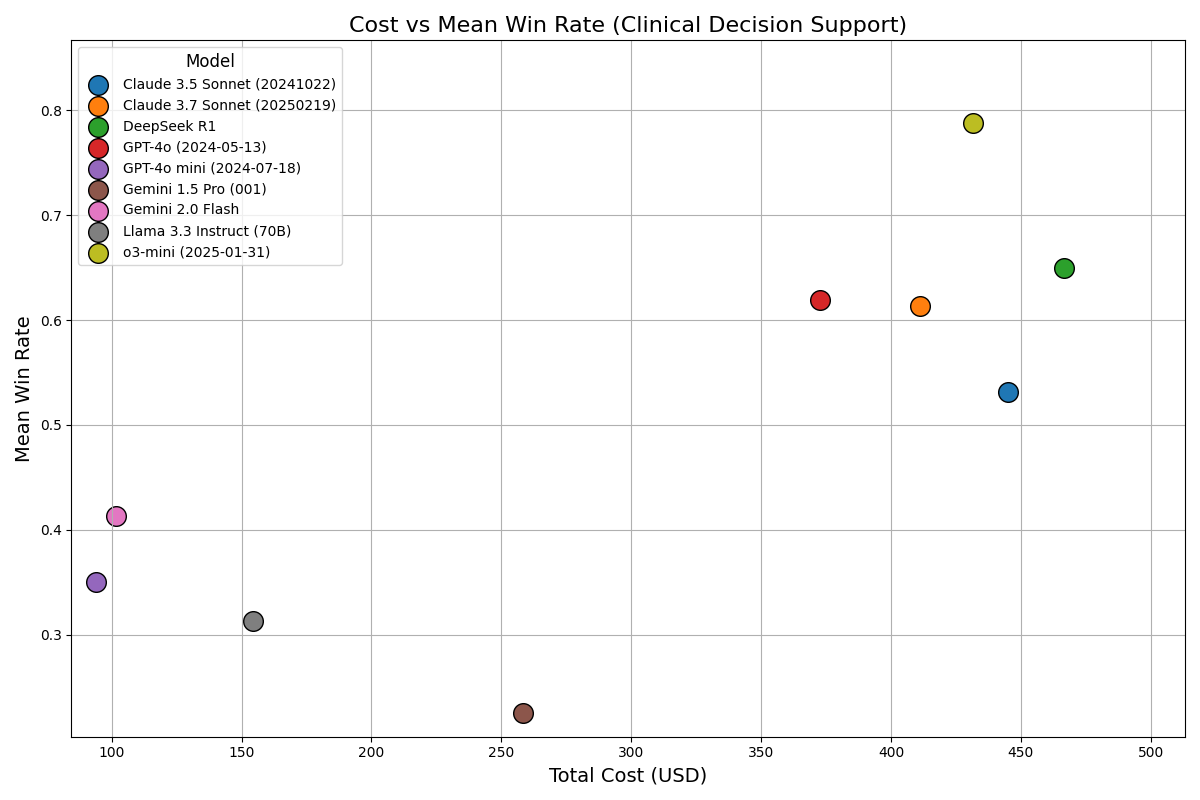 Cost vs Mean Win Rate (Clinical Decision Support)
Model
Claude 3.5 Sonnet (20241022)
Claude 3.7 Sonnet (20250219)
DeepSeek R1
GPT-4o (2024-05-13)
GPT-4o mini (2024-07-18)
Gemini 1.5 Pro (001)
Gemini 2.0 Flash
Llama 3.3 Instruct (70B)
o3-mini (2025-01-31)
Mean Win Rate
0.8
0.7
0.6
0.5
0.4
0.3
100 150 200 250 300 350 400 450 500
Total Cost (USD)